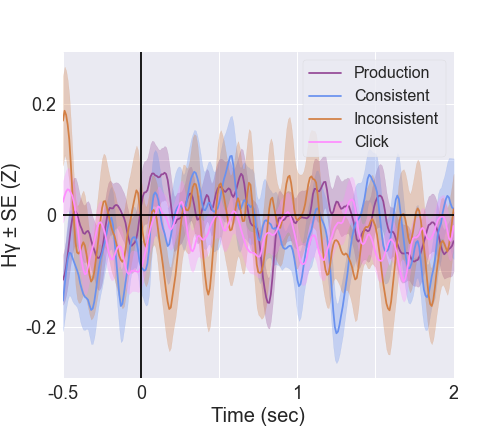 Production
Consistent
Inconsistent
Click
Hγ ± SE (Z)
0.2
0
-0.2
-0.5
0
1
2
Time (sec)